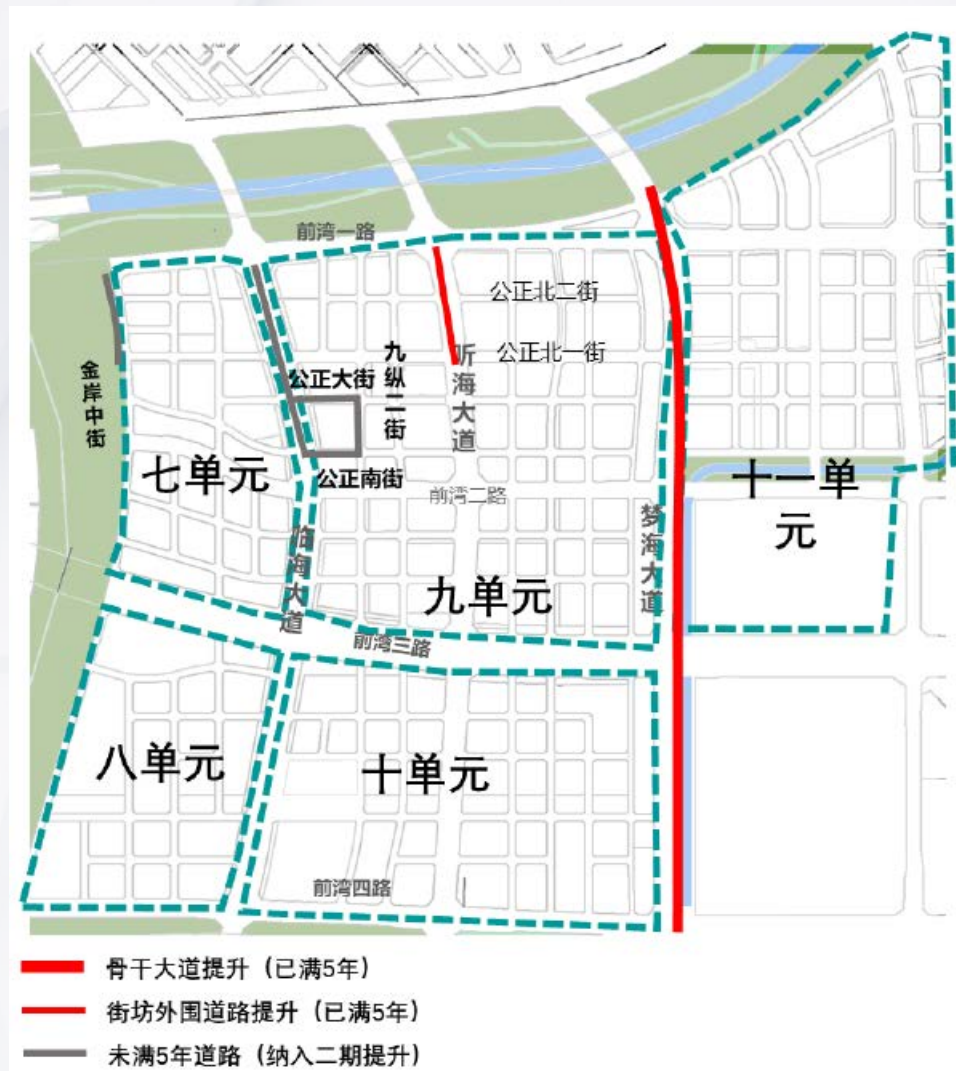 前湾一路
公正北二街
公正北一街
九纵二街
听海大道
公正大街
金岸中街
公正南街
七单元
前湾二路
十一单
元
梦海大道
临海大道
九单元
前湾三路
八单元
十单元
前湾四路
骨干大道提升（已满5年）
街坊外围道路提升（已满5年）
未满5年道路（纳入二期提升）